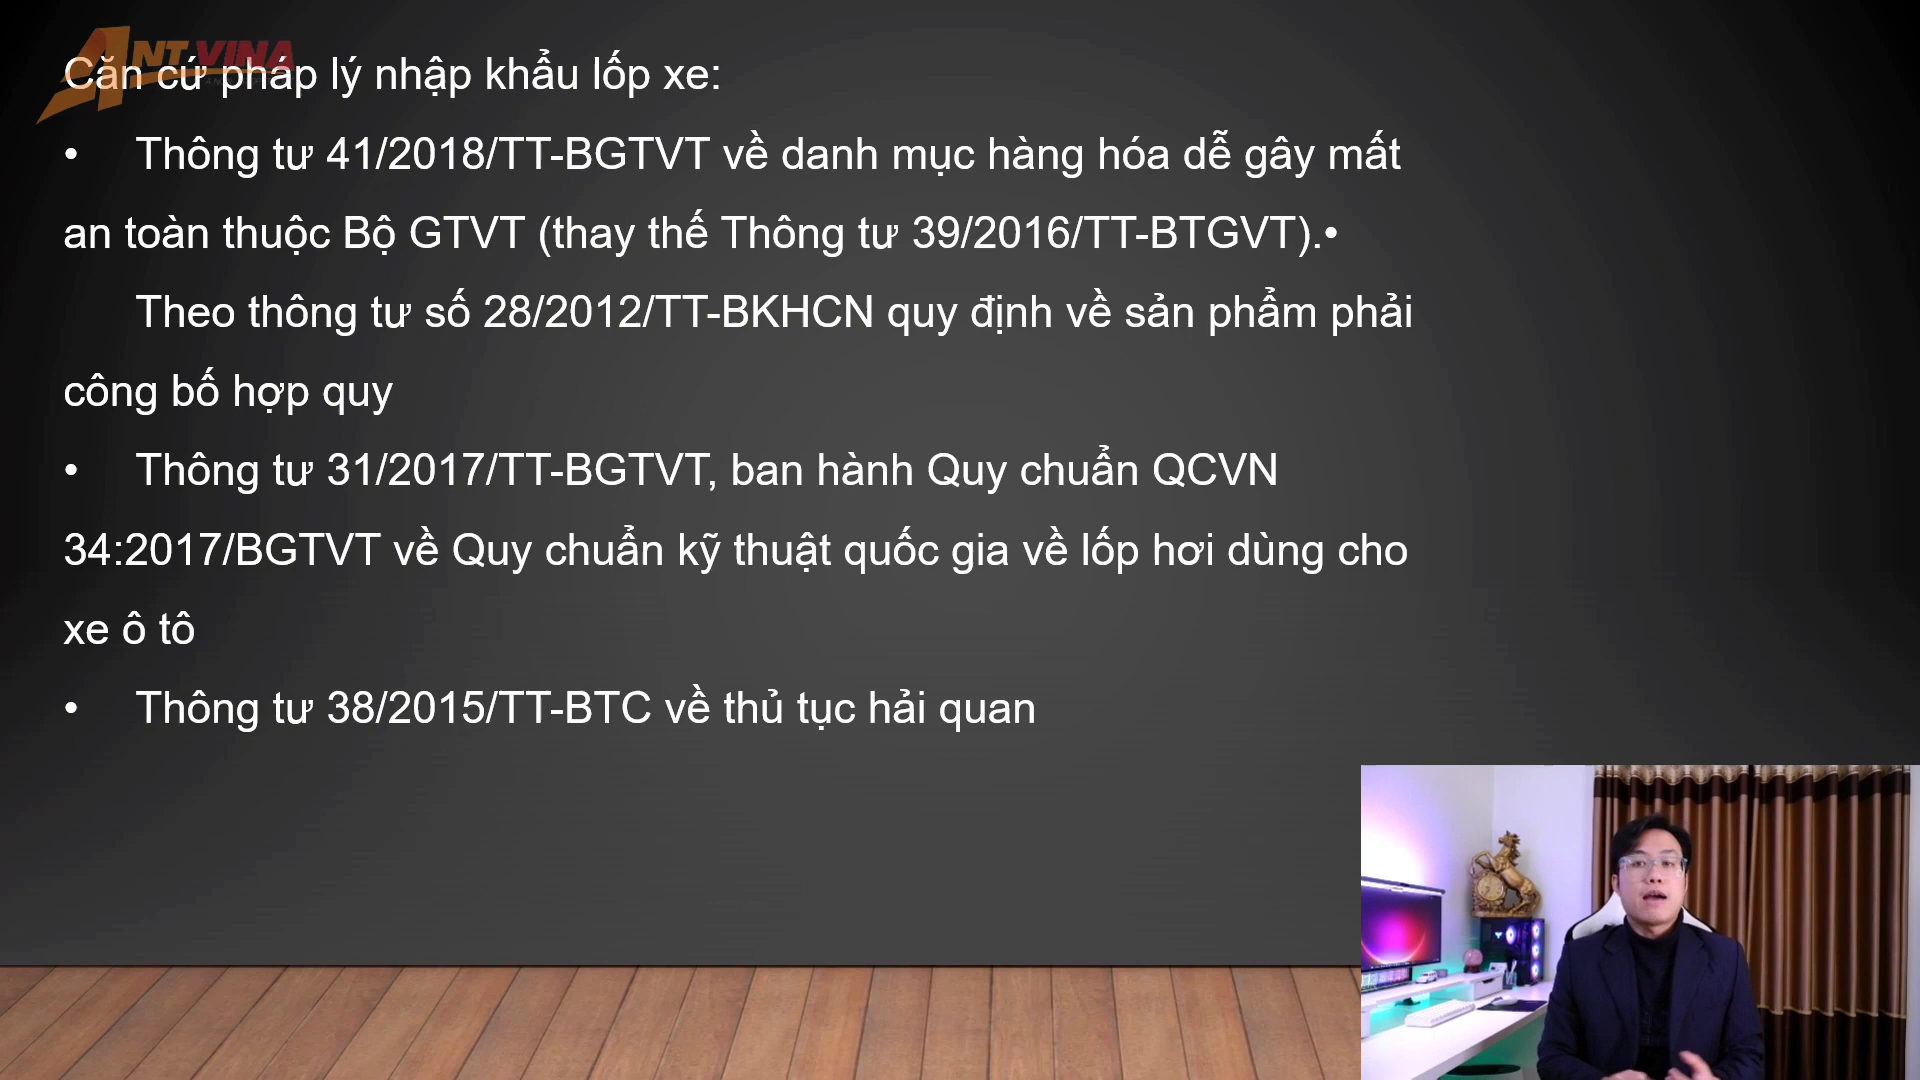 ANT VINA
Căn cứ pháp lý nhập khẩu lốp xe:
• Thông tư 41/2018/TT-BGTVT về danh mục hàng hóa dễ gây mất
an toàn thuộc Bộ GTVT (thay thế Thông tư 39/2016/TT-BTGVT).•
Theo thông tư số 28/2012/TT-BKHCN quy định về sản phẩm phải
công bố hợp quy
• Thông tư 31/2017/TT-BGTVT, ban hành Quy chuẩn QCVN
34:2017/BGTVT về Quy chuẩn kỹ thuật quốc gia về lốp hơi dùng cho
xe ô tô
• Thông tư 38/2015/TT-BTC về thủ tục hải quan